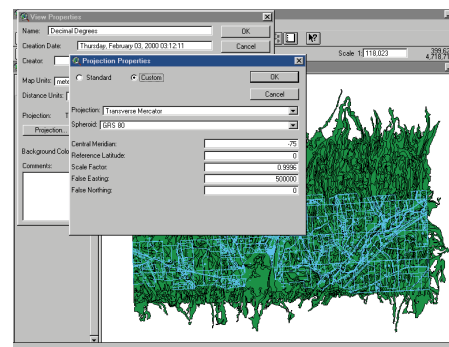 View Properties
Name: Decimal Degrees
OK
Creation Date: Thursday, February 03, 2000 03:12:11
Cancel
Creator:
Map Units:
Distance Units:
Projection: T
Projection...
Background Colo
Comments:
Projection Properties
Standard
Custom
OK
Cancel
Projection: Transverse Mercator
Spheroid: GRS 80
Central Meridian: -75
Reference Latitude: 0
Scale Factor: 0.9996
False Easting: 500000
False Northing: 0
Scale 1: 118,023